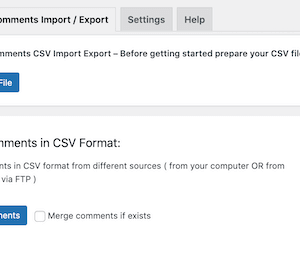 omments Import / Export Settings Help
mments CSV Import Export – Before getting started prepare your CSV fil
File
nments in CSV Format:
nts in CSV format from different sources ( from your computer OR from
via FTP )
ments Merge comments if exists